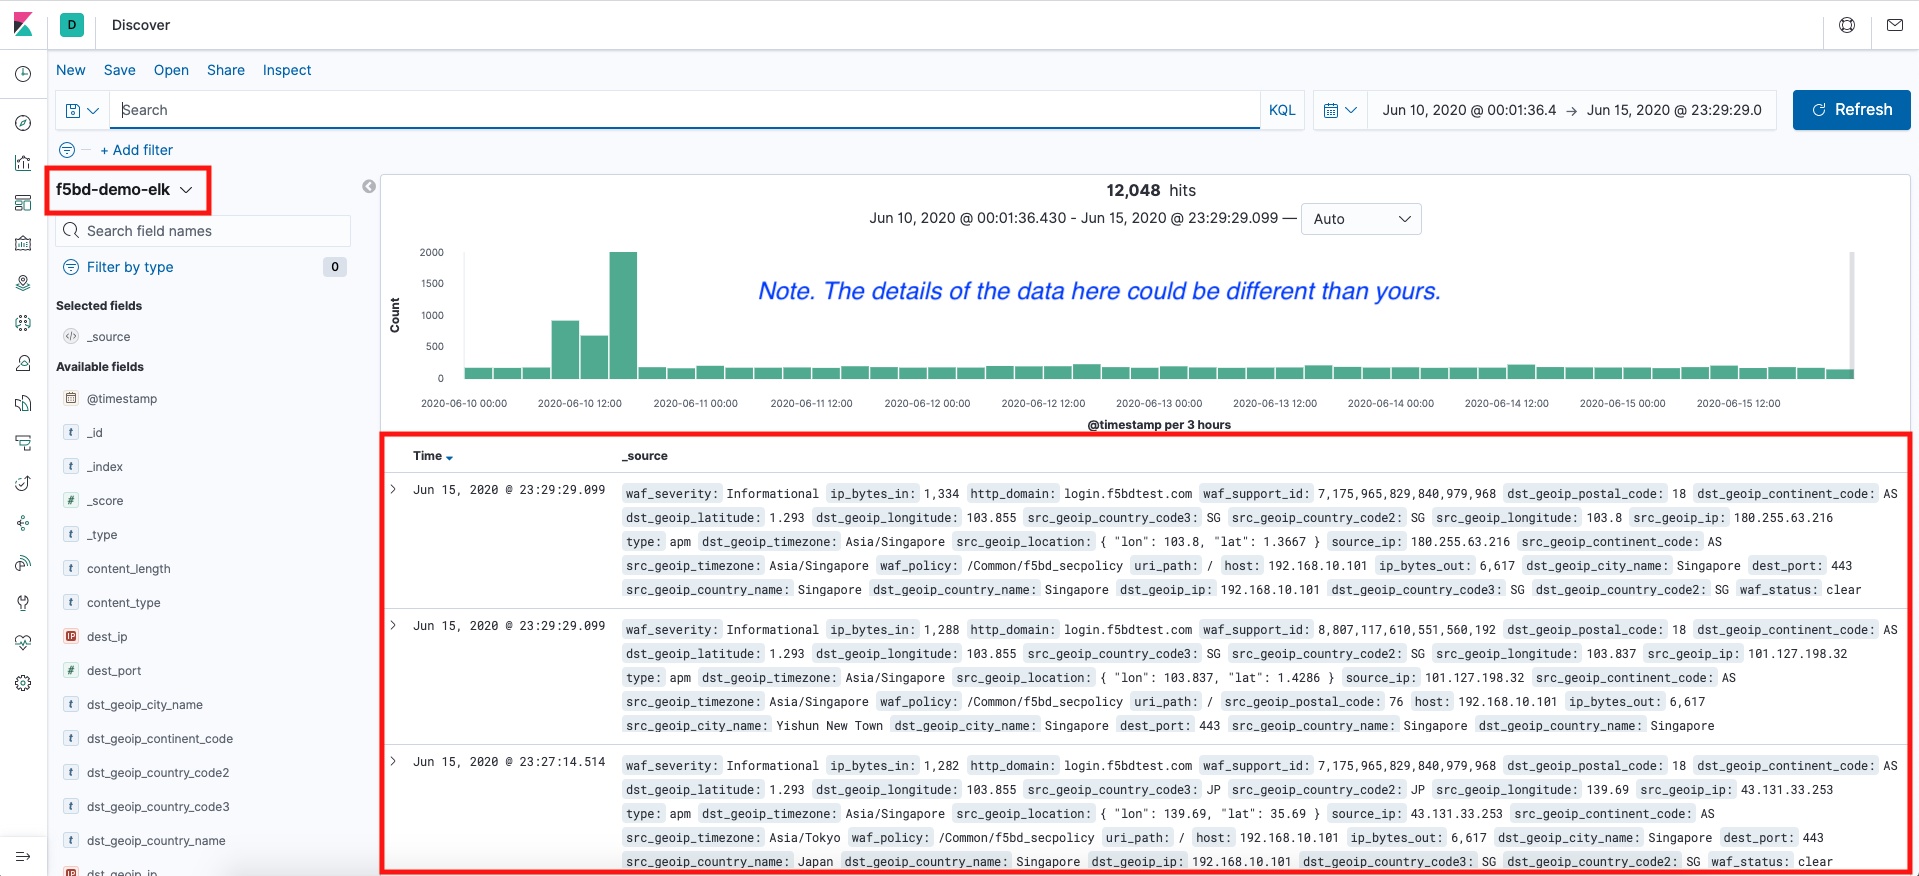 D Discover
New Save Open Share Inspect
Search KQL Jun 10, 2020 @ 00:01:36.4 → Jun 15, 2020 @ 23:29:29.0 Refresh
+ Add filter
f5bd-demo-elk
Search field names
Filter by type 0
Selected fields
</> _source
Available fields
@timestamp
t _id
t _index
# _score
t _type
t content_length
t content_type
IP dest_ip
# dest_port
t dst_geoip_city_name
t dst_geoip_continent_code
t dst_geoip_country_code2
t dst_geoip_country_code3
t dst_geoip_country_name
IP dst_geoip_ip
12,048 hits
Jun 10, 2020 @ 00:01:36.430 - Jun 15, 2020 @ 23:29:29.099 — Auto
Note. The details of the data here could be different than yours.
Count
2000
1500
1000
500
0
2020-06-10 00:00 2020-06-10 12:00 2020-06-11 00:00 2020-06-11 12:00 2020-06-12 00:00 2020-06-12 12:00 2020-06-13 00:00 2020-06-13 12:00 2020-06-14 00:00 2020-06-14 12:00 2020-06-15 00:00 2020-06-15 12:00
@timestamp per 3 hours
Time _source
Jun 15, 2020 @ 23:29:29.099 waf_severity: Informational ip_bytes_in: 1,334 http_domain: login.f5bdtest.com waf_support_id: 7,175,965,829,840,979,968 dst_geoip_postal_code: 18 dst_geoip_continent_code: AS
dst_geoip_latitude: 1.293 dst_geoip_longitude: 103.855 src_geoip_country_code3: SG src_geoip_country_code2: SG src_geoip_longitude: 103.8 src_geoip_ip: 180.255.63.216
type: apm dst_geoip_timezone: Asia/Singapore src_geoip_location: { "lon": 103.8, "lat": 1.3667 } source_ip: 180.255.63.216 src_geoip_continent_code: AS
src_geoip_timezone: Asia/Singapore waf_policy: /Common/f5bd_secpolicy uri_path: / host: 192.168.10.101 ip_bytes_out: 6,617 dst_geoip_city_name: Singapore dest_port: 443
src_geoip_country_name: Singapore dst_geoip_country_name: Singapore dst_geoip_ip: 192.168.10.101 dst_geoip_country_code3: SG dst_geoip_country_code2: SG waf_status: clear
Jun 15, 2020 @ 23:29:29.099 waf_severity: Informational ip_bytes_in: 1,288 http_domain: login.f5bdtest.com waf_support_id: 8,807,117,610,551,560,192 dst_geoip_postal_code: 18 dst_geoip_continent_code: AS
dst_geoip_latitude: 1.293 dst_geoip_longitude: 103.855 src_geoip_country_code3: SG src_geoip_country_code2: SG src_geoip_longitude: 103.837 src_geoip_ip: 101.127.198.32
type: apm dst_geoip_timezone: Asia/Singapore src_geoip_location: { "lon": 103.837, "lat": 1.4286 } source_ip: 101.127.198.32 src_geoip_continent_code: AS
src_geoip_timezone: Asia/Singapore waf_policy: /Common/f5bd_secpolicy uri_path: / src_geoip_postal_code: 76 host: 192.168.10.101 ip_bytes_out: 6,617
src_geoip_city_name: Yishun New Town dst_geoip_city_name: Singapore dest_port: 443 src_geoip_country_name: Singapore dst_geoip_country_name: Singapore
Jun 15, 2020 @ 23:27:14.514 waf_severity: Informational ip_bytes_in: 1,282 http_domain: login.f5bdtest.com waf_support_id: 7,175,965,829,840,979,968 dst_geoip_postal_code: 18 dst_geoip_continent_code: AS
dst_geoip_latitude: 1.293 dst_geoip_longitude: 103.855 src_geoip_country_code3: JP src_geoip_country_code2: JP src_geoip_longitude: 139.69 src_geoip_ip: 43.131.33.253
type: apm dst_geoip_timezone: Asia/Singapore src_geoip_location: { "lon": 139.69, "lat": 35.69 } source_ip: 43.131.33.253 src_geoip_continent_code: AS
src_geoip_timezone: Asia/Tokyo waf_policy: /Common/f5bd_secpolicy uri_path: / host: 192.168.10.101 ip_bytes_out: 6,617 dst_geoip_city_name: Singapore dest_port: 443
src_geoip_country_name: Japan dst_geoip_country_name: Singapore dst_geoip_ip: 192.168.10.101 dst_geoip_country_code3: SG dst_geoip_country_code2: SG waf_status: clear